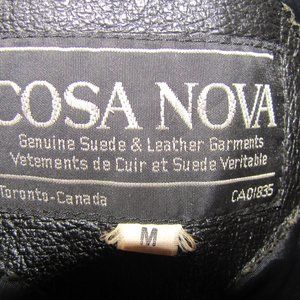 COSA NOVA
Genuine Suede & Leather Garments
Vetements de Cuir et Suede Veritable
Toronto-Canada CA01835
M